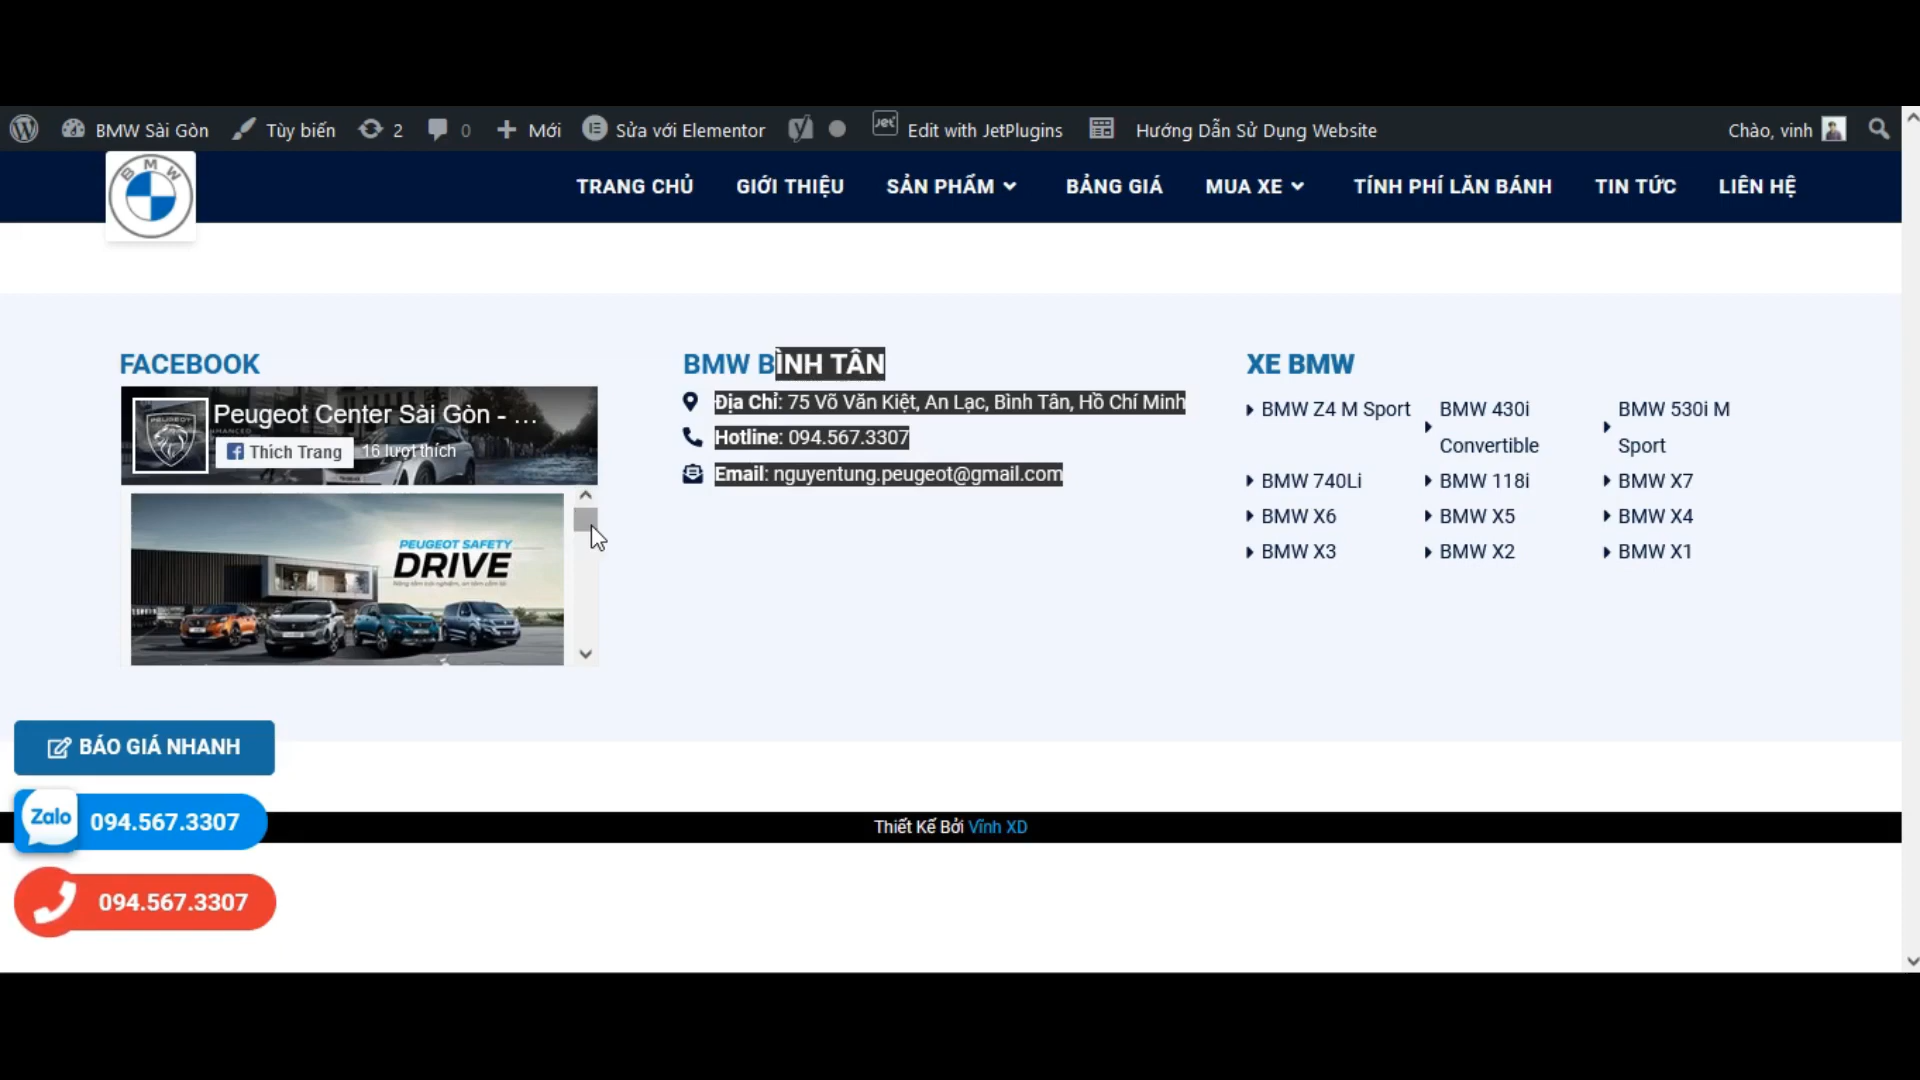 BMW Sài Gòn Tùy biến 2 0 Mới Sửa với Elementor Edit with JetPlugins Hướng Dẫn Sử Dụng Website Chào, vinh
BMW
TRANG CHỦ GIỚI THIỆU SẢN PHẨM BẢNG GIÁ MUA XE TÍNH PHÍ LĂN BÁNH TIN TỨC LIÊN HỆ
FACEBOOK
Peugeot Center Sài Gòn - ...
PEUGEOT
Thích Trang 16 lượt thích
PEUGEOT SAFETY
DRIVE
BMW BÌNH TÂN
Địa Chỉ: 75 Võ Văn Kiệt, An Lạc, Bình Tân, Hồ Chí Minh
Hotline: 094.567.3307
Email: nguyentung.peugeot@gmail.com
XE BMW
BMW Z4 M Sport
BMW 430i
Convertible
BMW 530i M
Sport
BMW 740Li BMW 118i BMW X7
BMW X6 BMW X5 BMW X4
BMW X3 BMW X2 BMW X1
BÁO GIÁ NHANH
Zalo 094.567.3307
094.567.3307
Thiết Kế Bởi Vĩnh XD